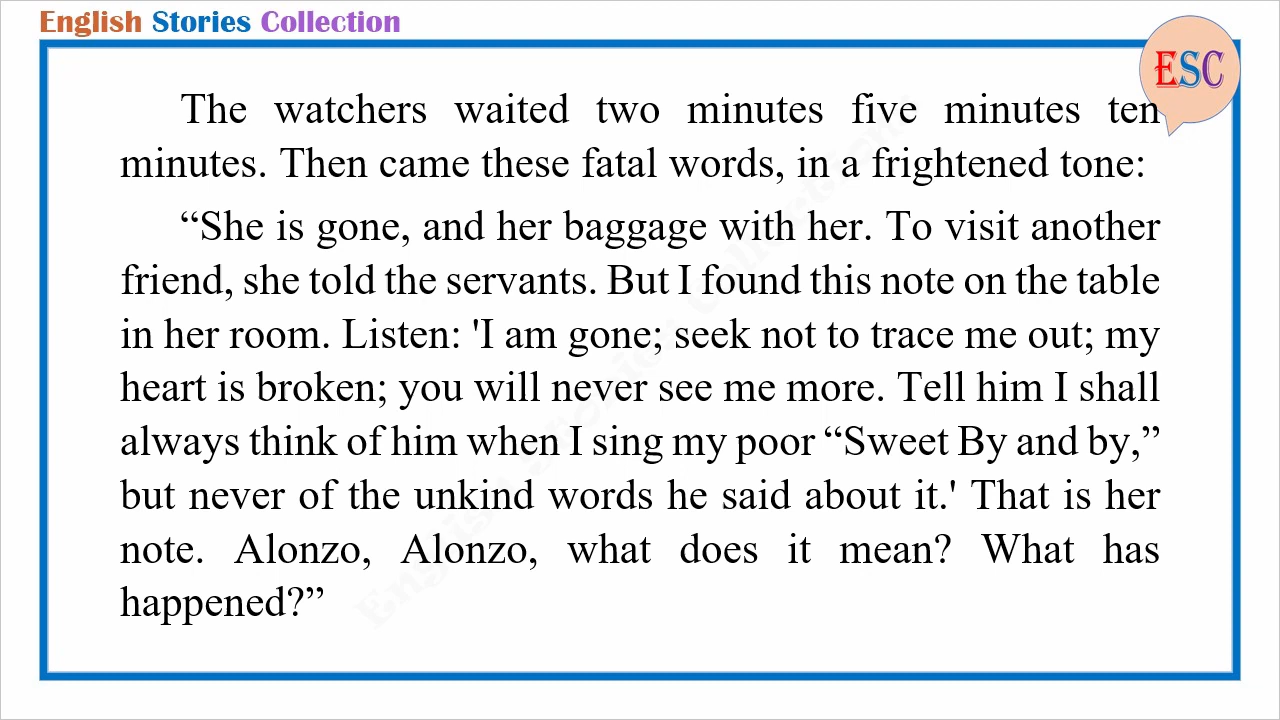 English Stories Collection
ESC
The watchers waited two minutes five minutes ten
minutes. Then came these fatal words, in a frightened tone:
“She is gone, and her baggage with her. To visit another
friend, she told the servants. But I found this note on the table
in her room. Listen: 'I am gone; seek not to trace me out; my
heart is broken; you will never see me more. Tell him I shall
always think of him when I sing my poor “Sweet By and by,”
but never of the unkind words he said about it.' That is her
note. Alonzo, Alonzo, what does it mean? What has
happened?”
English Stories Collection